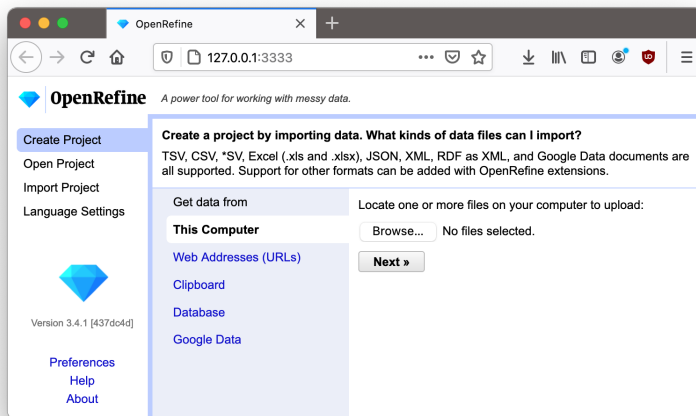 OpenRefine
127.0.0.1:3333
OpenRefine
A power tool for working with messy data.
Create Project
Open Project
Import Project
Language Settings
Version 3.4.1 [437dc4d]
Preferences
Help
About
Create a project by importing data. What kinds of data files can I import?
TSV, CSV, *SV, Excel (.xls and .xlsx), JSON, XML, RDF as XML, and Google Data documents are
all supported. Support for other formats can be added with OpenRefine extensions.
Get data from
This Computer
Web Addresses (URLs)
Clipboard
Database
Google Data
Locate one or more files on your computer to upload:
Browse... No files selected.
Next »